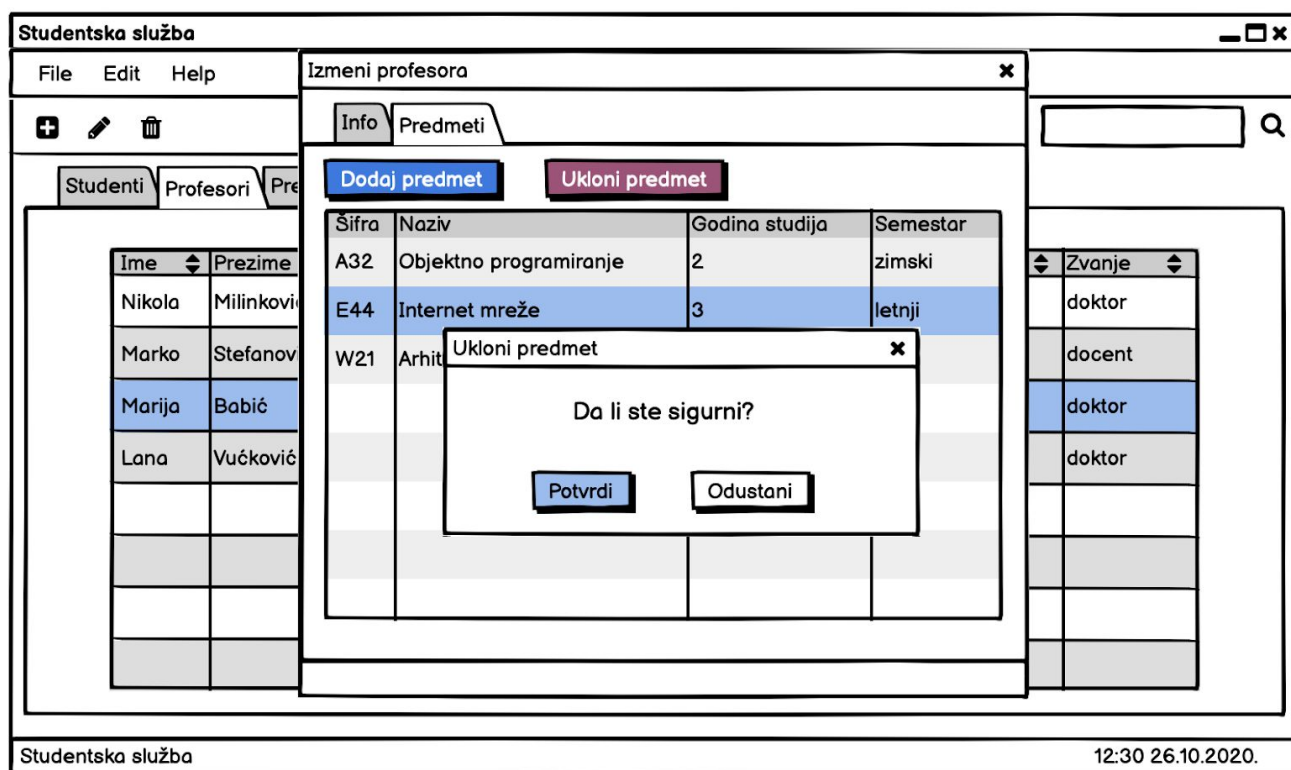 Studentska služba
File Edit Help
Izmeni profesora
Info Predmeti
Studenti Profesori
Dodaj predmet Ukloni predmet
Šifra Naziv Godina studija Semestar
A32 Objektno programiranje 2 zimski
E44 Internet mreže 3 letnji
W21
Ime Prezime Zvanje
Nikola doktor
Marko docent
Marija Babić doktor
Lana Vučković doktor
Ukloni predmet
Da li ste sigurni?
Potvrdi Odustani
Studentska služba 12:30 26.10.2020.